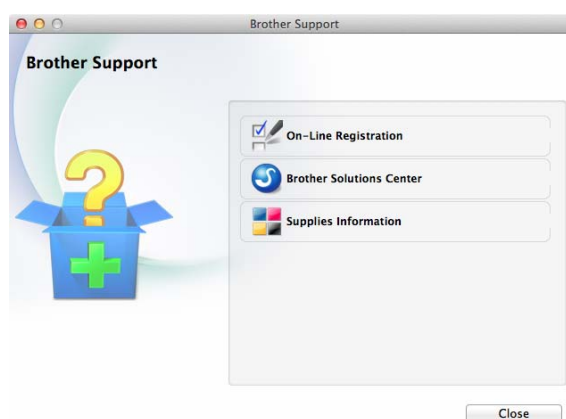 Brother Support
Brother Support
On-Line Registration
Brother Solutions Center
Supplies Information
Close